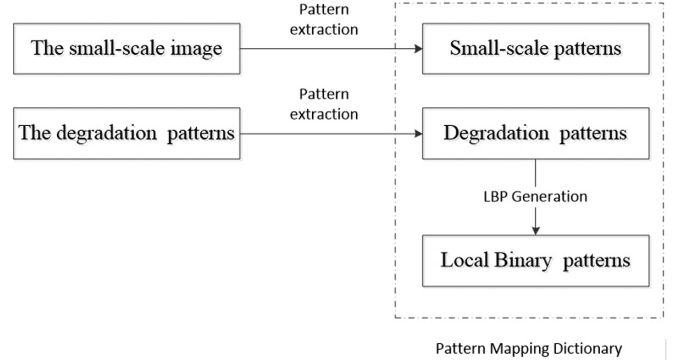 Pattern
extraction
The small-scale image
Small-scale patterns
Pattern
extraction
The degradation patterns
Degradation patterns
LBP Generation
Local Binary patterns
Pattern Mapping Dictionary